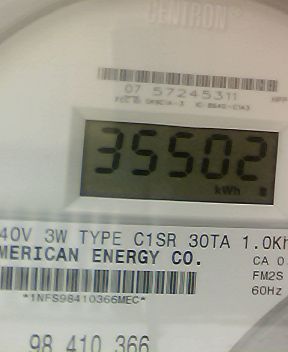 CENTRON®
07 57245311
35502
kWh
40V 3W TYPE C1SR 30TA 1.0Kh
MERICAN ENERGY CO.
CA 0.
FM2S
60Hz
*1NFS98410366MEC*
98 410 366